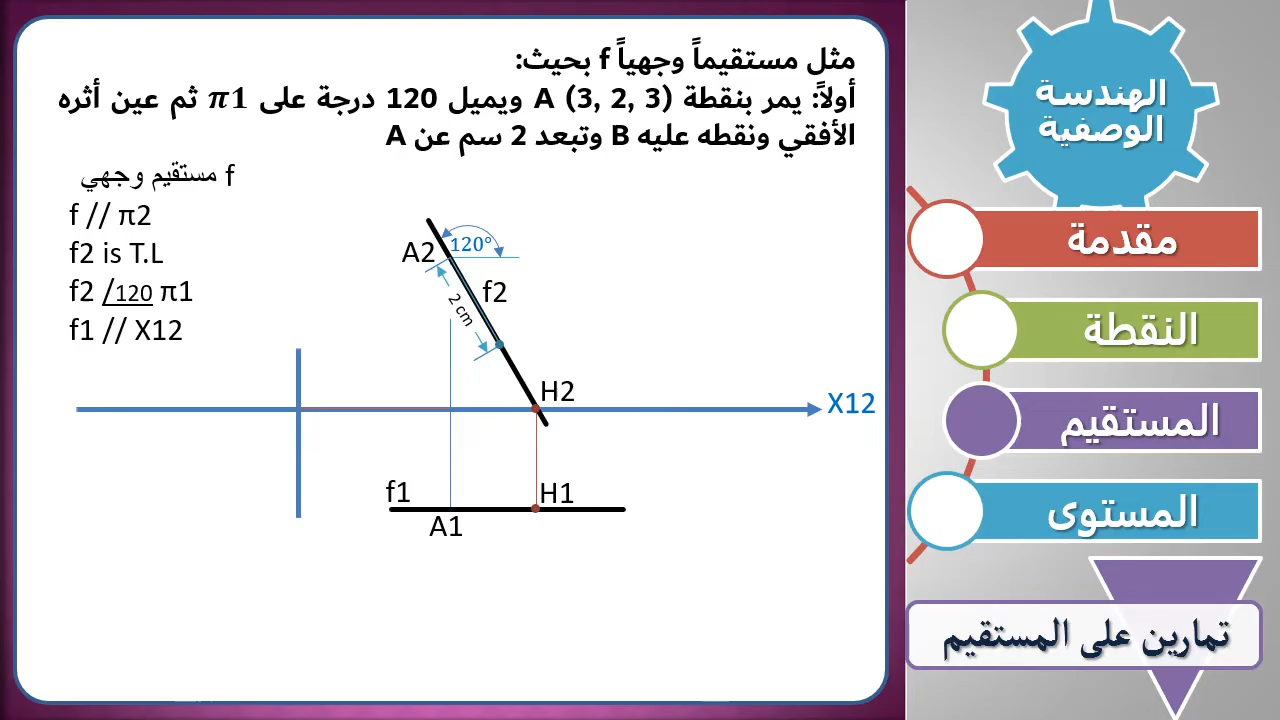 مثل مستقيماً وجهياً f بحيث:
أولاً: يمر بنقطة A (3, 2, 3) ويميل 120 درجة على π1 ثم عين أثره
الأفقي ونقطه عليه B وتبعد 2 سم عن A
f مستقيم وجهي
f // π2
f2 is T.L
f2 /120 π1
f1 // X12
A2
120°
f2
2 cm
H2
X12
f1
H1
A1
الهندسة
الوصفية
مقدمة
النقطة
المستقيم
المستوى
تمارين على المستقيم